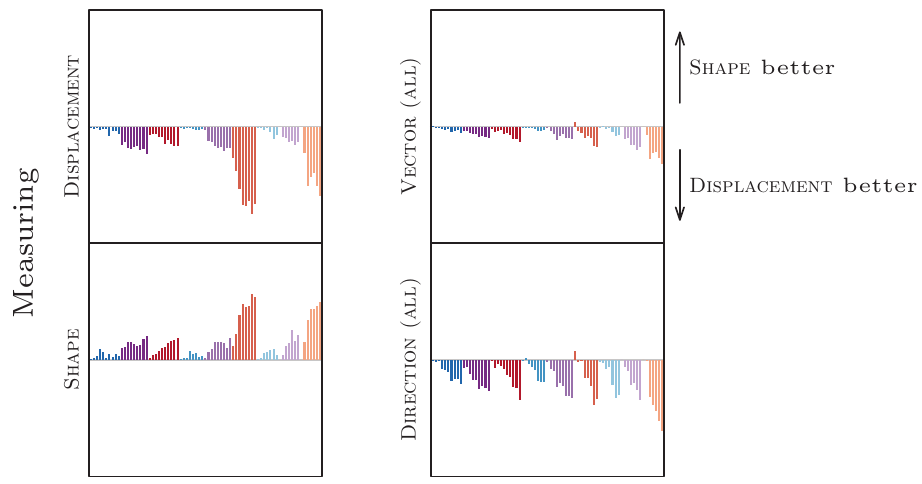 Measuring
DISPLACEMENT
SHAPE
VECTOR (ALL)
DIRECTION (ALL)
SHAPE better
DISPLACEMENT better